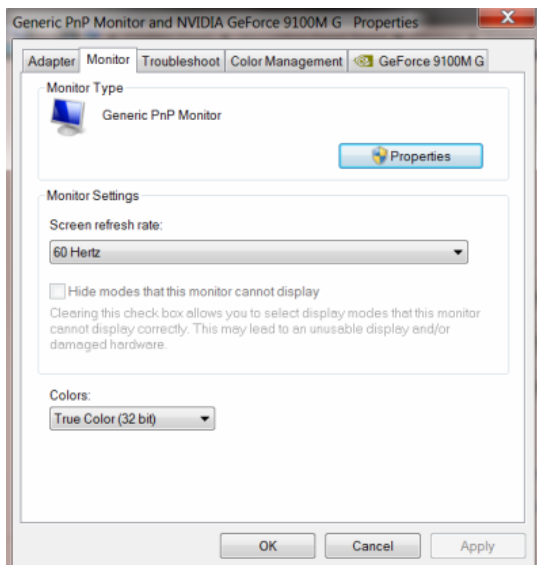 Generic PnP Monitor and NVIDIA GeForce 9100M G Properties
Adapter Monitor Troubleshoot Color Management GeForce 9100M G
Monitor Type
Generic PnP Monitor
Properties
Monitor Settings
Screen refresh rate:
60 Hertz
Hide modes that this monitor cannot display
Clearing this check box allows you to select display modes that this monitor
cannot display correctly. This may lead to an unusable display and/or
damaged hardware.
Colors:
True Color (32 bit)
OK Cancel Apply